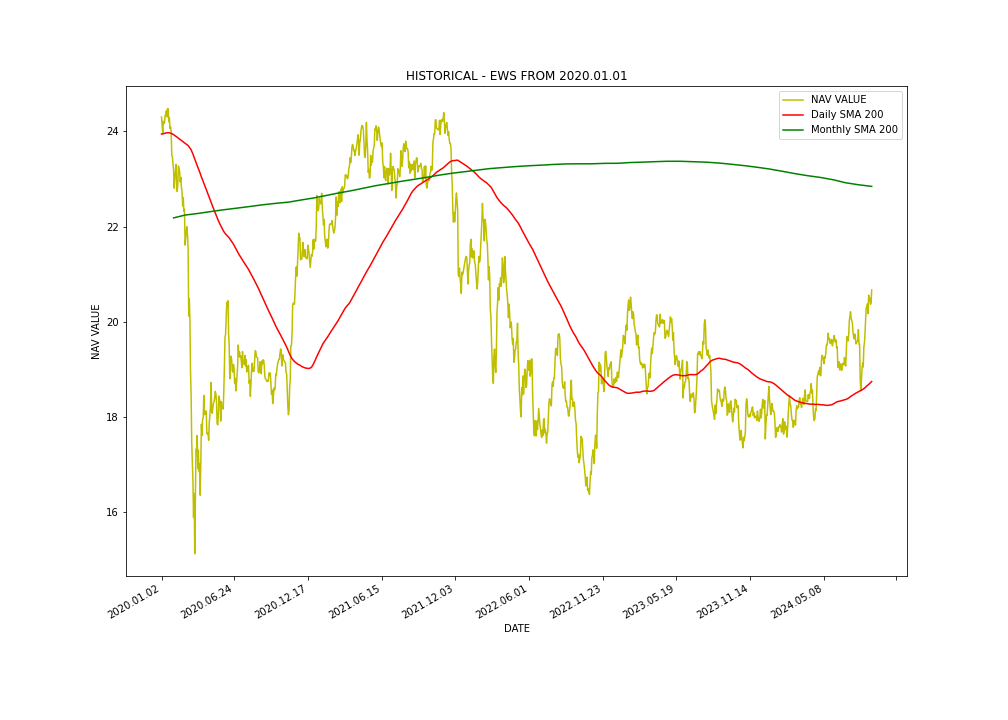 HISTORICAL - EWS FROM 2020.01.01
NAV VALUE
Daily SMA 200
Monthly SMA 200
24
22
20
18
16
NAV VALUE
2020.01.02
2020.06.24
2020.12.17
2021.06.15
2021.12.03
2022.06.01
2022.11.23
2023.05.19
2023.11.14
2024.05.08
DATE